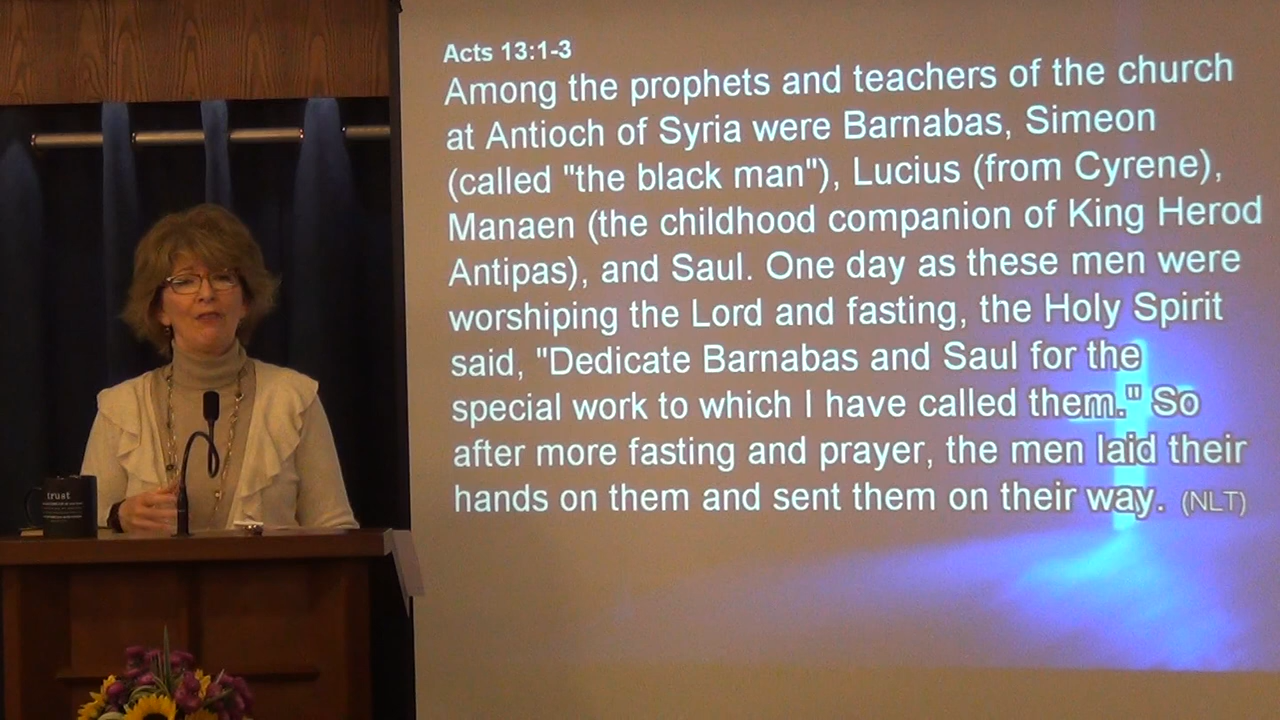 Acts 13:1-3
Among the prophets and teachers of the church
at Antioch of Syria were Barnabas, Simeon
(called "the black man"), Lucius (from Cyrene),
Manaen (the childhood companion of King Herod
Antipas), and Saul. One day as these men were
worshiping the Lord and fasting, the Holy Spirit
said, "Dedicate Barnabas and Saul for the
special work to which I have called them." So
after more fasting and prayer, the men laid their
hands on them and sent them on their way. (NLT)
trust